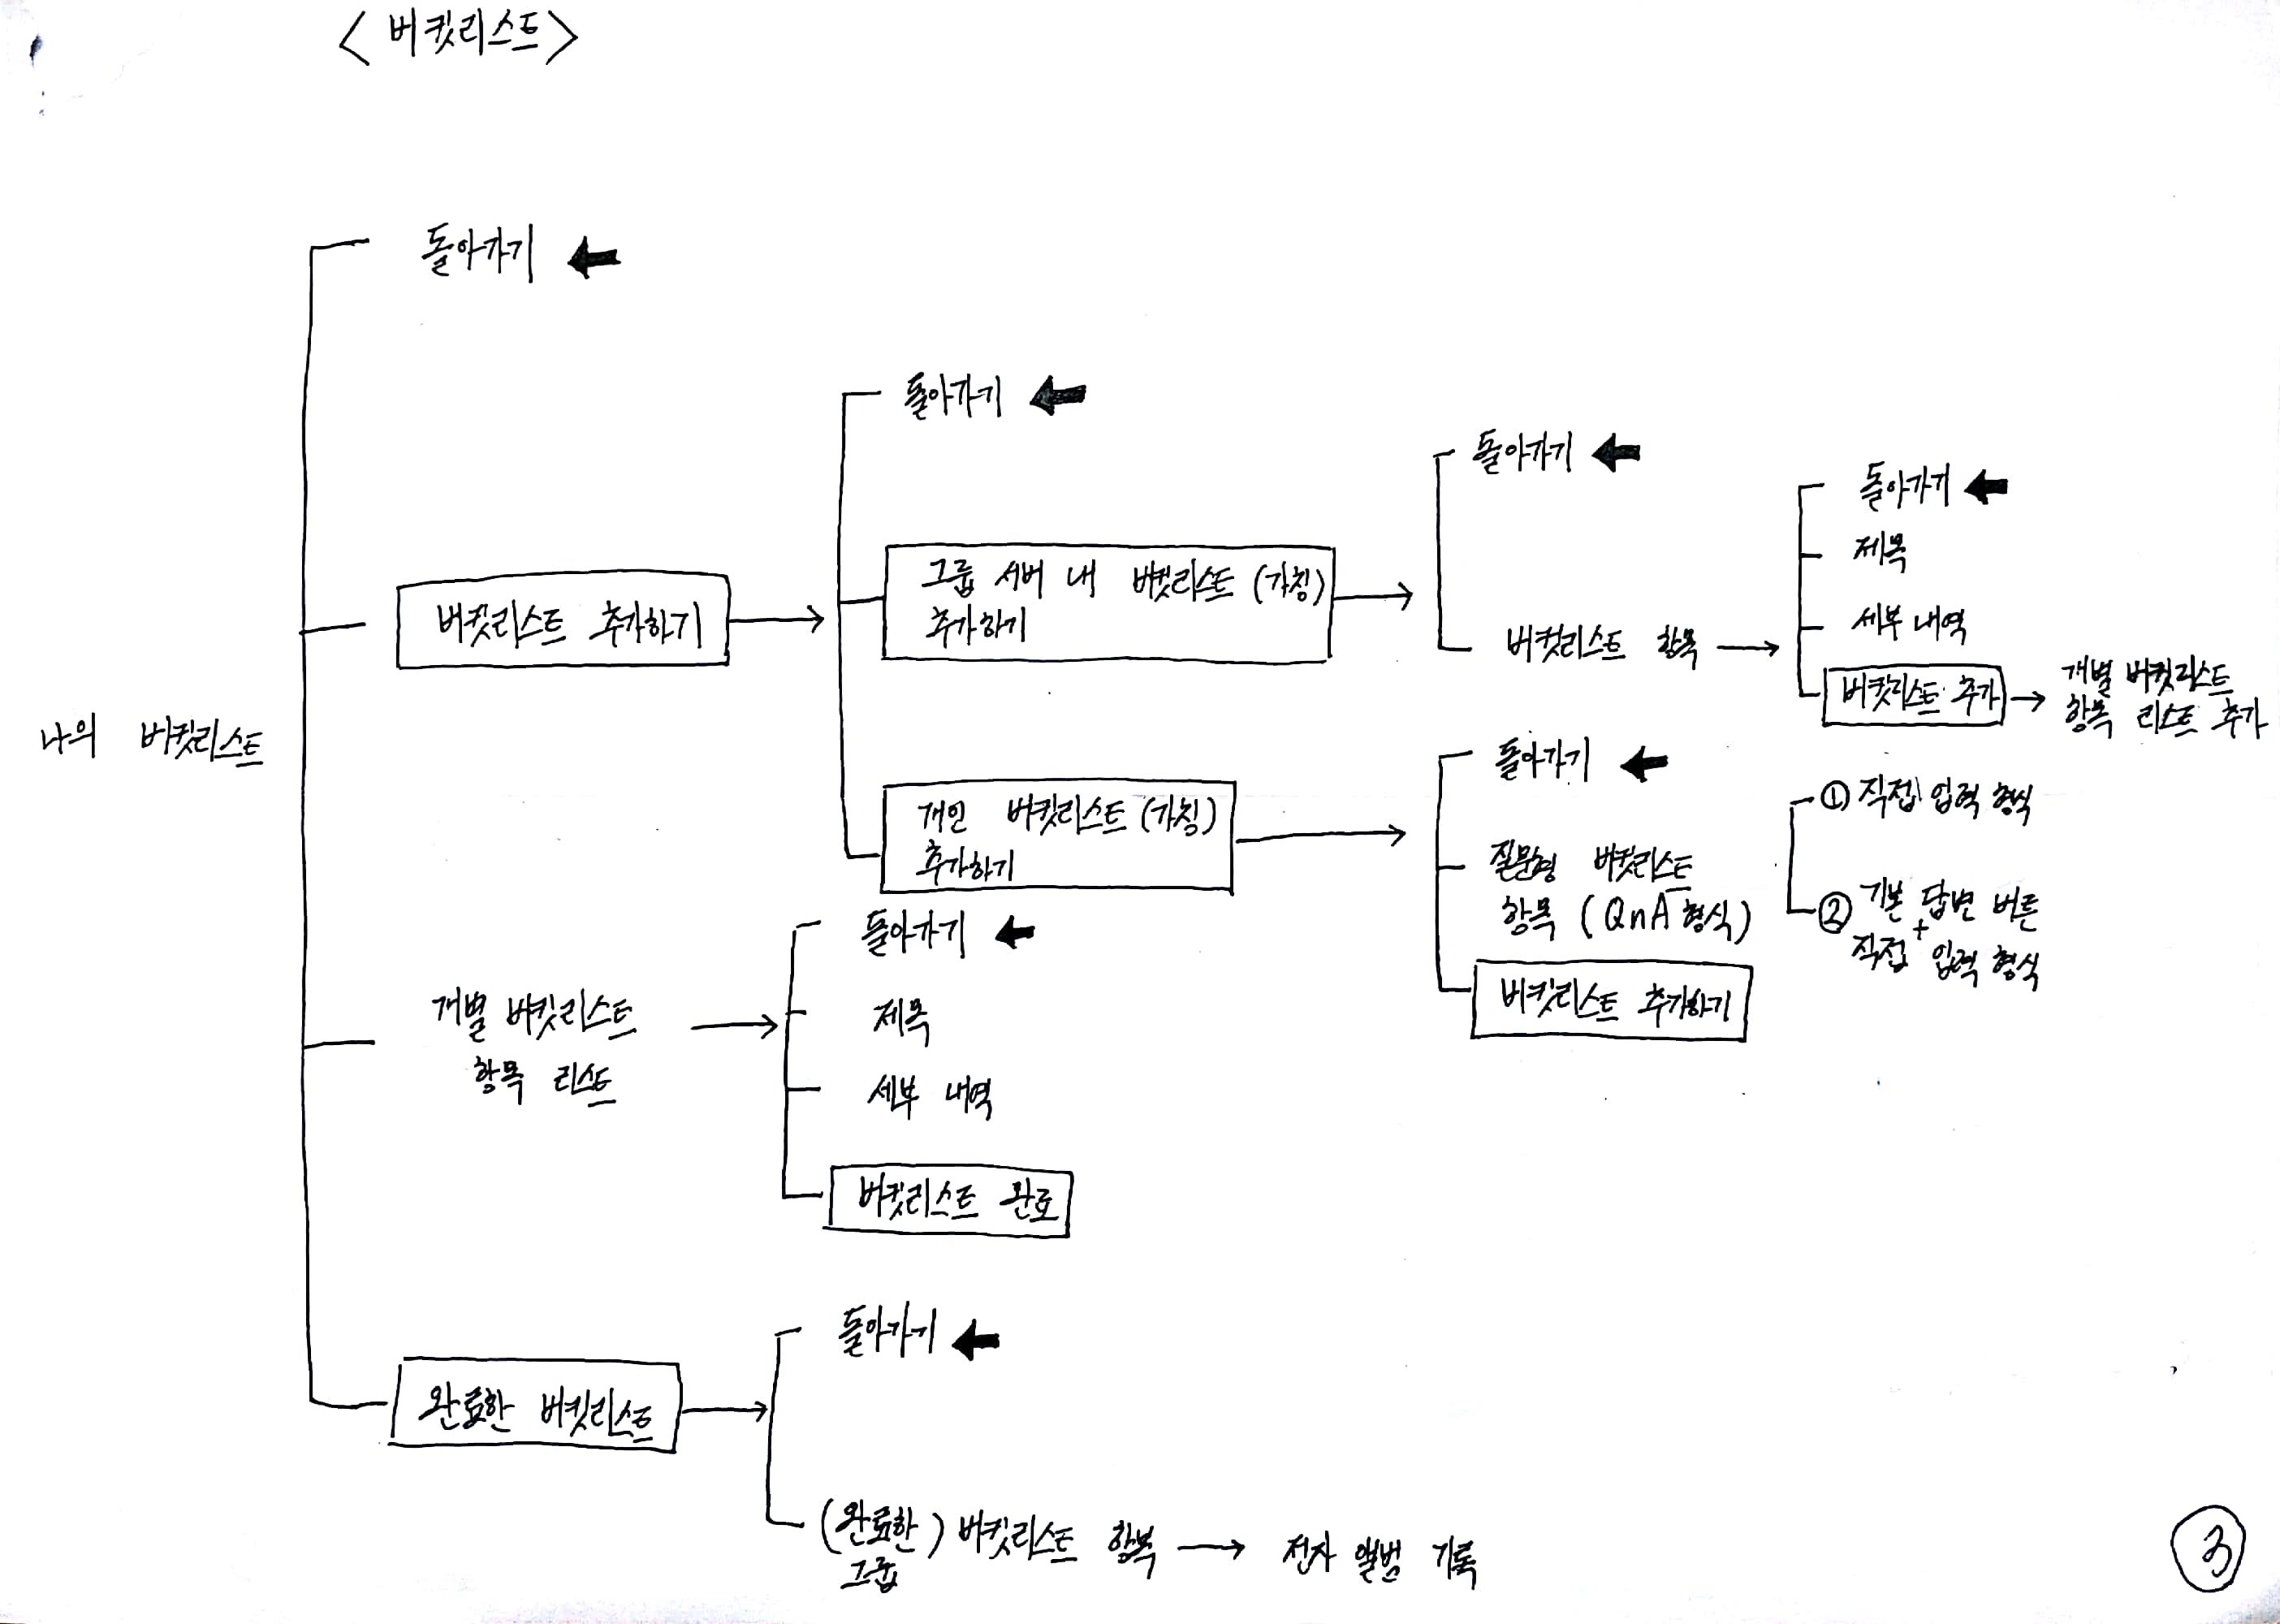 <버킷리스트>
돌아가기
돌아가기
돌아가기
돌아가기
제목
세부 내역
그룹 서버 내 버킷리스트 (가칭)
추가하기
버킷리스트 추가하기
버킷리스트 항목
버킷리스트 추가
개별 버킷리스트
항목 리스트 추가
나의 버킷리스트
돌아가기
개인 버킷리스트 (가칭)
추가하기
질문형 버킷리스트
항목 (QnA 형식)
① 직접 입력 형식
② 기본 답변 버튼
+
직접 입력 형식
버킷리스트 추가하기
개별 버킷리스트
항목 리스트
돌아가기
제목
세부 내역
버킷리스트 완료
완료한 버킷리스트
돌아가기
(완료한) 버킷리스트 항목
그룹
전자 앨범 기록
3